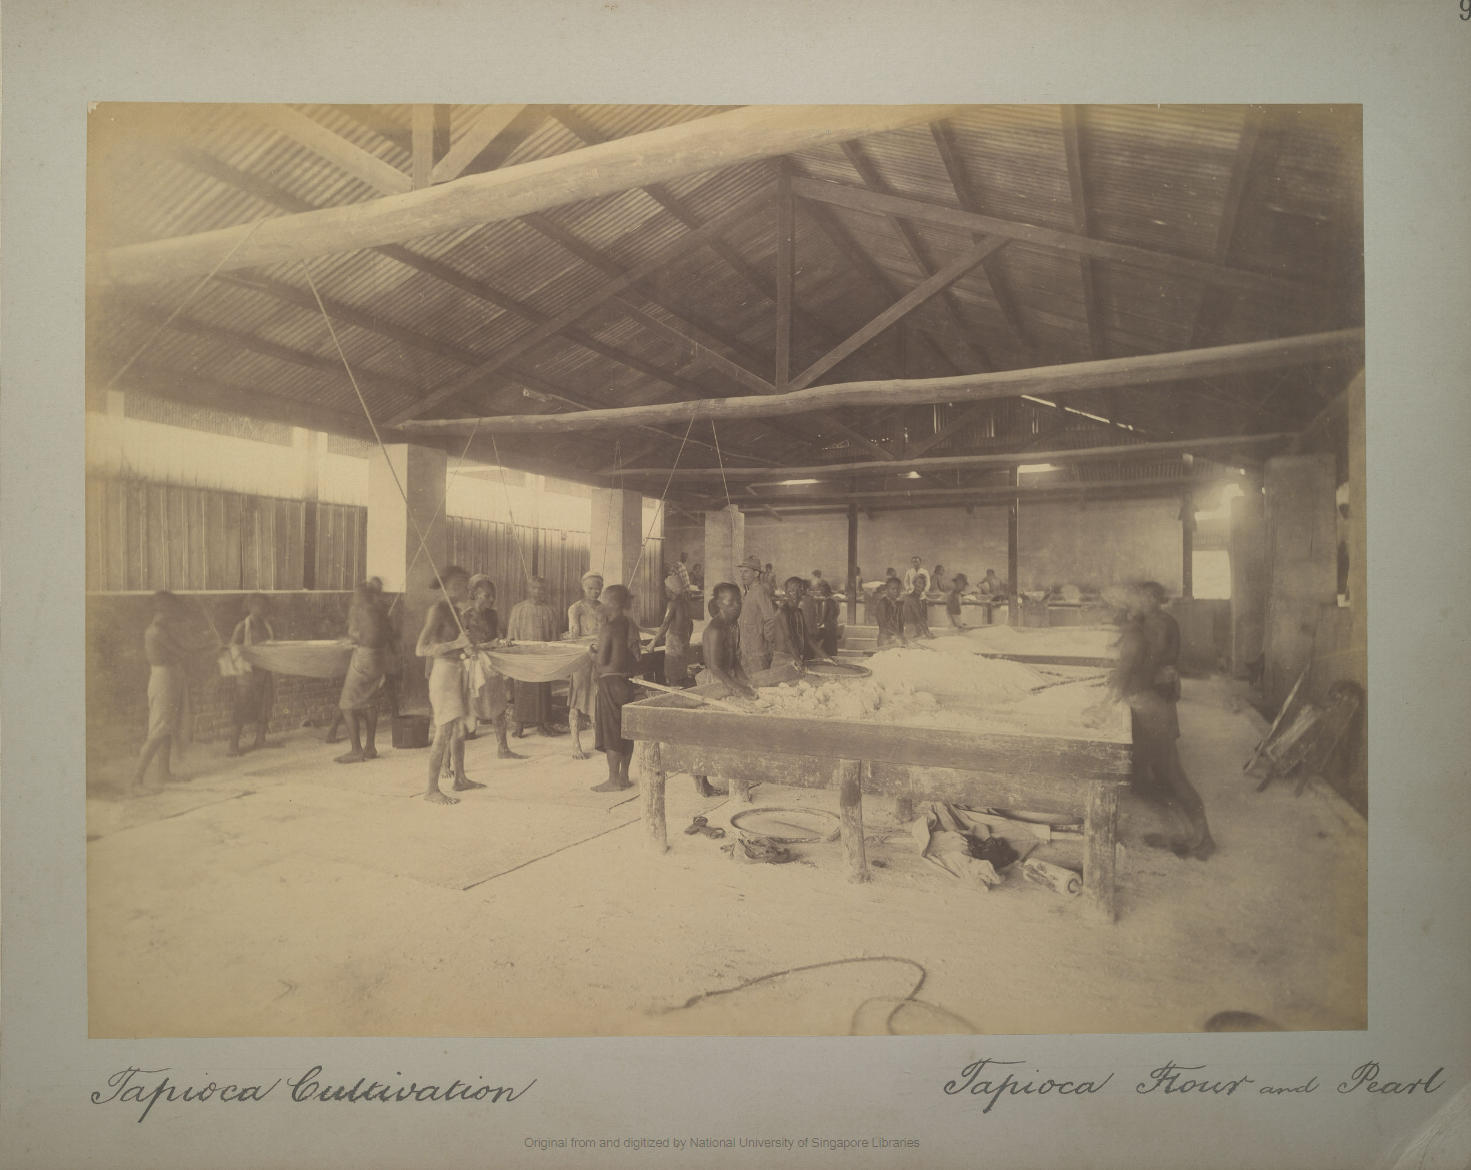 9
Tapioca Cultivation
Tapioca Flour and Pearl
Original from and digitized by National University of Singapore Libraries